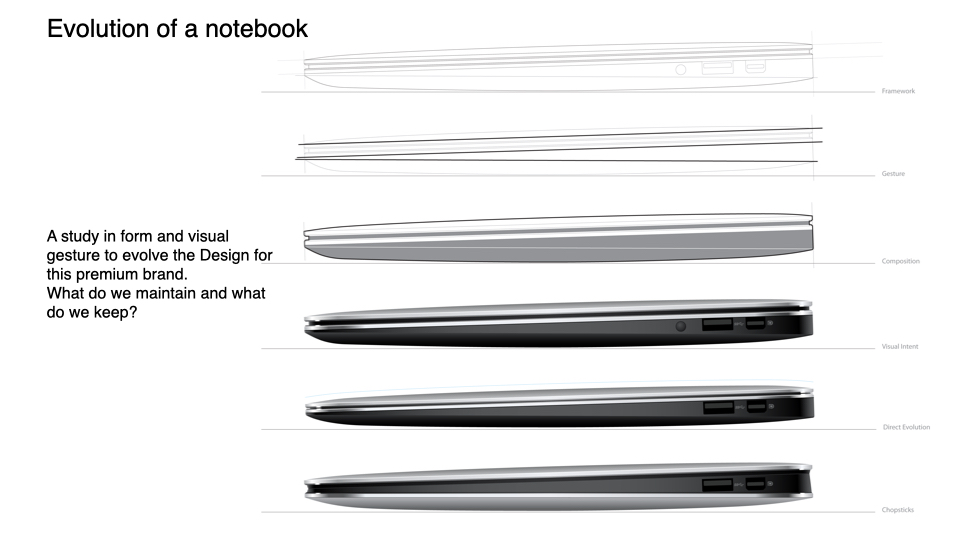 Evolution of a notebook
Framework
Gesture
A study in form and visual
gesture to evolve the Design for
this premium brand.
What do we maintain and what
do we keep?
Composition
Visual Intent
Direct Evolution
Chopsticks